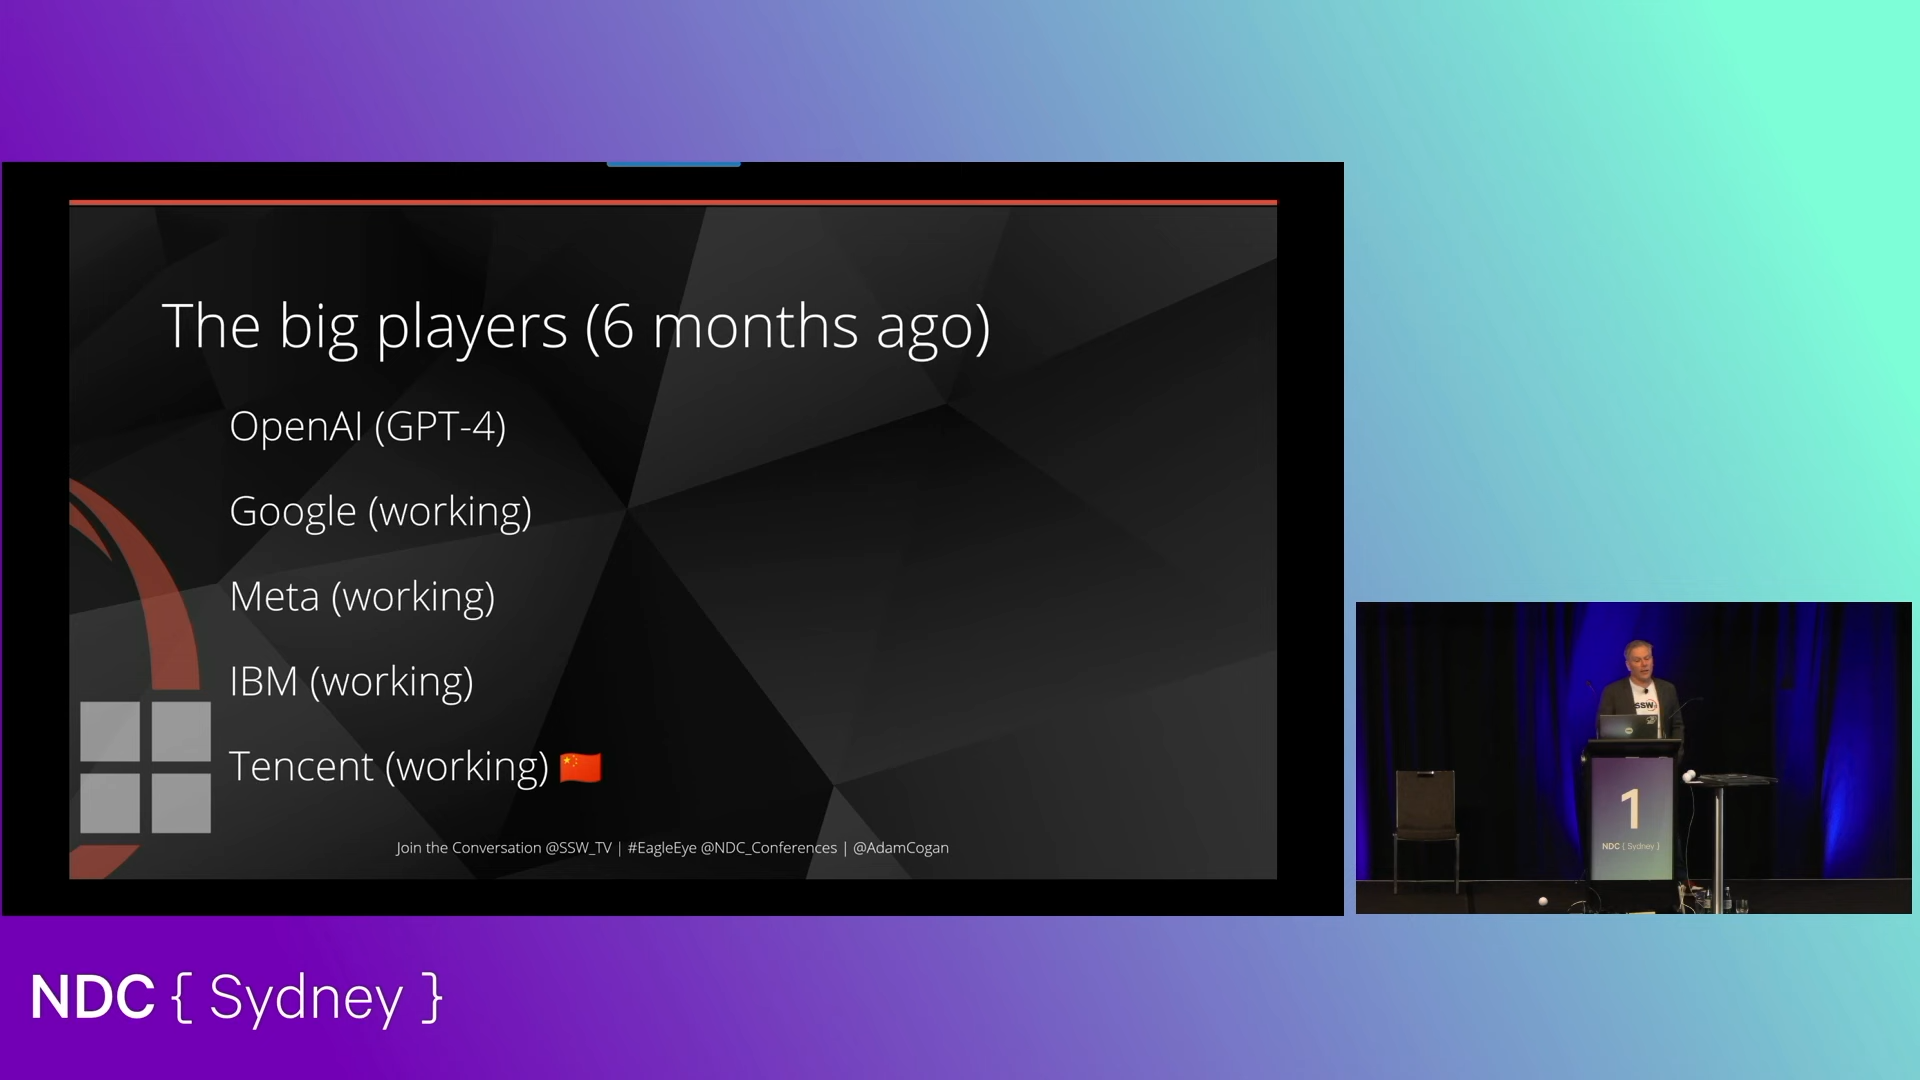 The big players (6 months ago)
OpenAI (GPT-4)
Google (working)
Meta (working)
IBM (working)
Tencent (working) 🇨🇳
Join the Conversation @SSW_TV | #EagleEye @NDC_Conferences | @AdamCogan
SSW
1
NDC { Sydney }
NDC { Sydney }